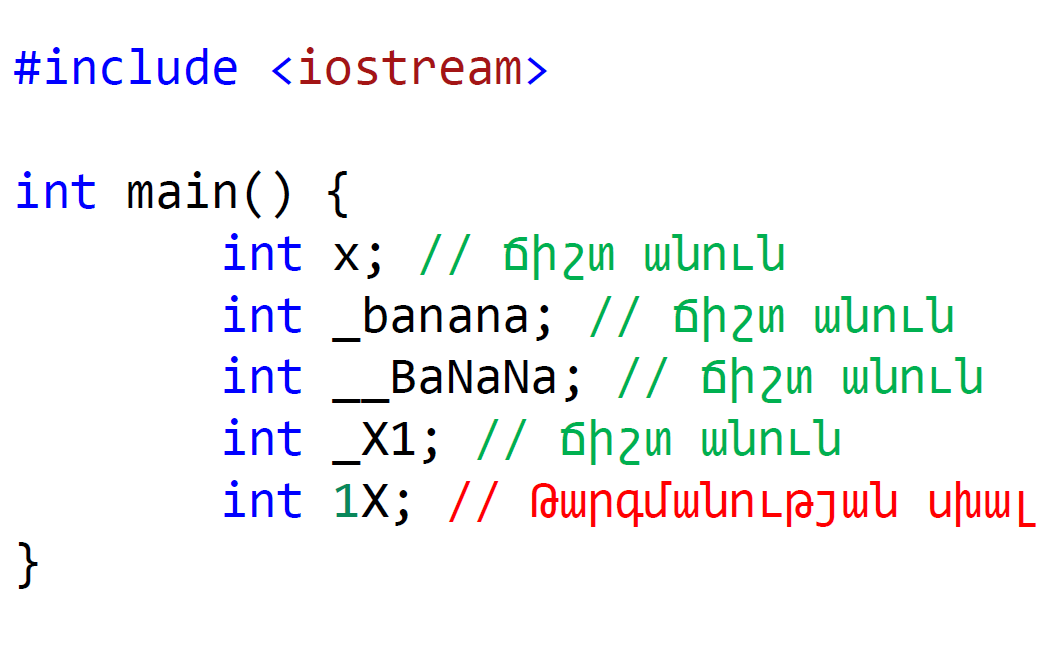 #include <iostream>
int main() {
int x; // Ճիշտ անուն
int _banana; // Ճիշտ անուն
int __BaNaNa; // Ճիշտ անուն
int _X1; // Ճիշտ անուն
int 1X; // Թարգմանության սխալ
}